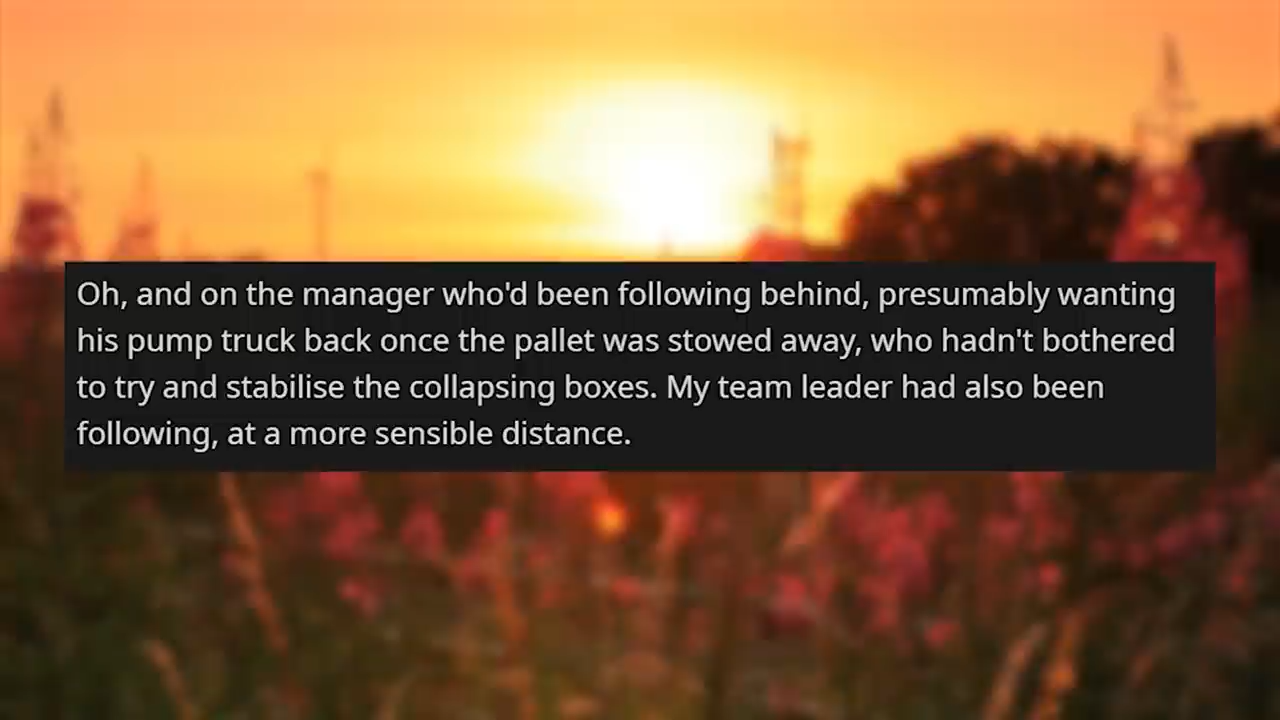 Oh, and on the manager who'd been following behind, presumably wanting
his pump truck back once the pallet was stowed away, who hadn't bothered
to try and stabilise the collapsing boxes. My team leader had also been
following, at a more sensible distance.